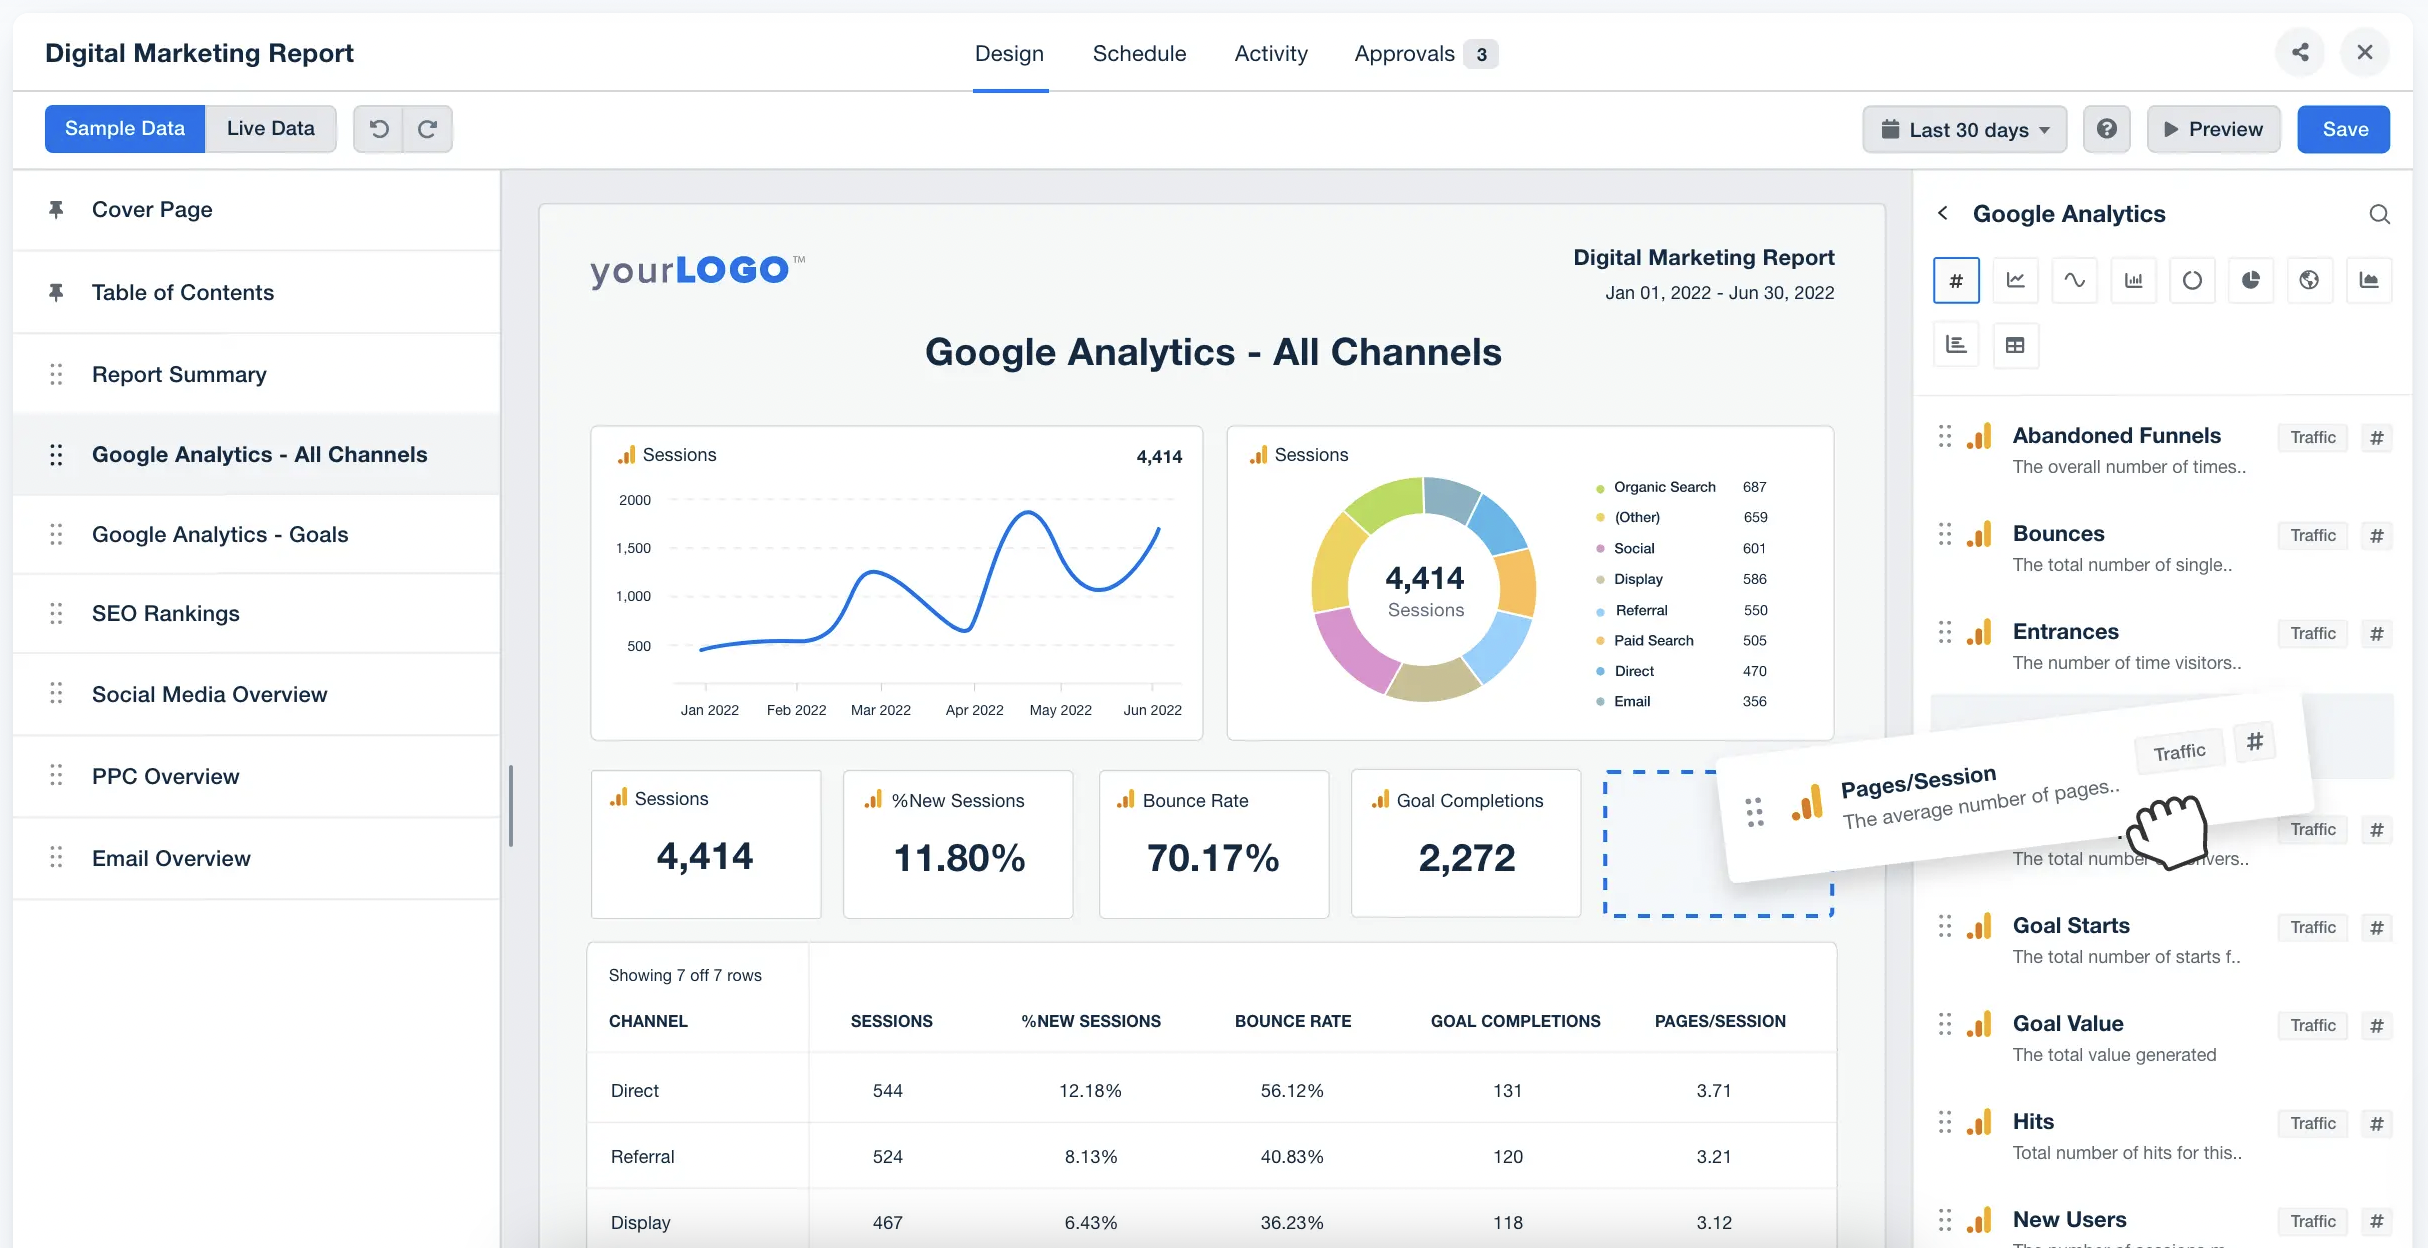 Digital Marketing Report
Design
Schedule
Activity
Approvals 3
Sample Data
Live Data
Last 30 days
?
Preview
Save
Cover Page
Table of Contents
Report Summary
Google Analytics - All Channels
Google Analytics - Goals
SEO Rankings
Social Media Overview
PPC Overview
Email Overview
yourLOGO™
Digital Marketing Report
Jan 01, 2022 - Jun 30, 2022
Google Analytics - All Channels
Sessions
4,414
2000
1,500
1,000
500
Jan 2022 Feb 2022 Mar 2022 Apr 2022 May 2022 Jun 2022
Sessions
4,414
Sessions
Organic Search 687
(Other) 659
Social 601
Display 586
Referral 550
Paid Search 505
Direct 470
Email 356
Sessions
4,414
%New Sessions
11.80%
Bounce Rate
70.17%
Goal Completions
2,272
Showing 7 off 7 rows
CHANNEL SESSIONS %NEW SESSIONS BOUNCE RATE GOAL COMPLETIONS PAGES/SESSION
Direct 544 12.18% 56.12% 131 3.71
Referral 524 8.13% 40.83% 120 3.21
Display 467 6.43% 36.23% 118 3.12
Google Analytics
#
Abandoned Funnels Traffic #
The overall number of times..
Bounces Traffic #
The total number of single..
Entrances Traffic #
The number of time visitors..
Pages/Session Traffic #
The average number of pages..
Traffic #
The total number
Goal Starts Traffic #
The total number of starts f..
Goal Value Traffic #
The total value generated
Hits Traffic #
Total number of hits for this..
New Users Traffic #